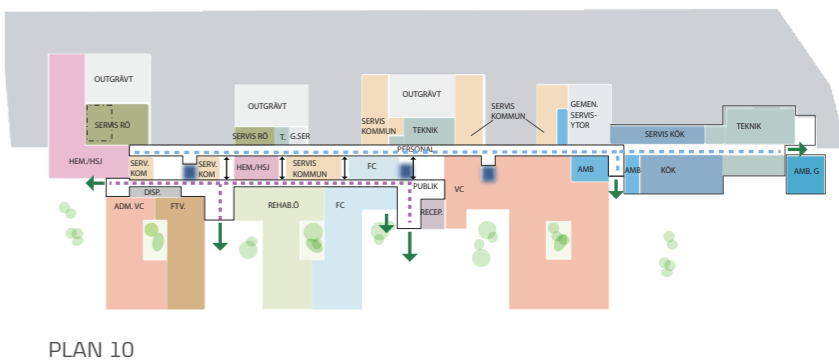 OUTGRÄVT
OUTGRÄVT
OUTGRÄVT
SERVIS RÖ
SERVIS RÖ
T.
G.SER
SERVIS
KOMMUN
TEKNIK
SERVIS
KOMMUN
GEMEN.
SERVIS-
YTOR
SERVIS KÖK
TEKNIK
PERSONAL
HEM./HSJ
SERV.
KOM
SERV.
KOM
HEM./HSJ
SERVIS
KOMMUN
FC
PUBLIK
VC
AMB
AMB
KÖK
AMB. G
DISP.
ADM. VC
FTV.
REHAB.Ö
FC
RECEP.
PLAN 10